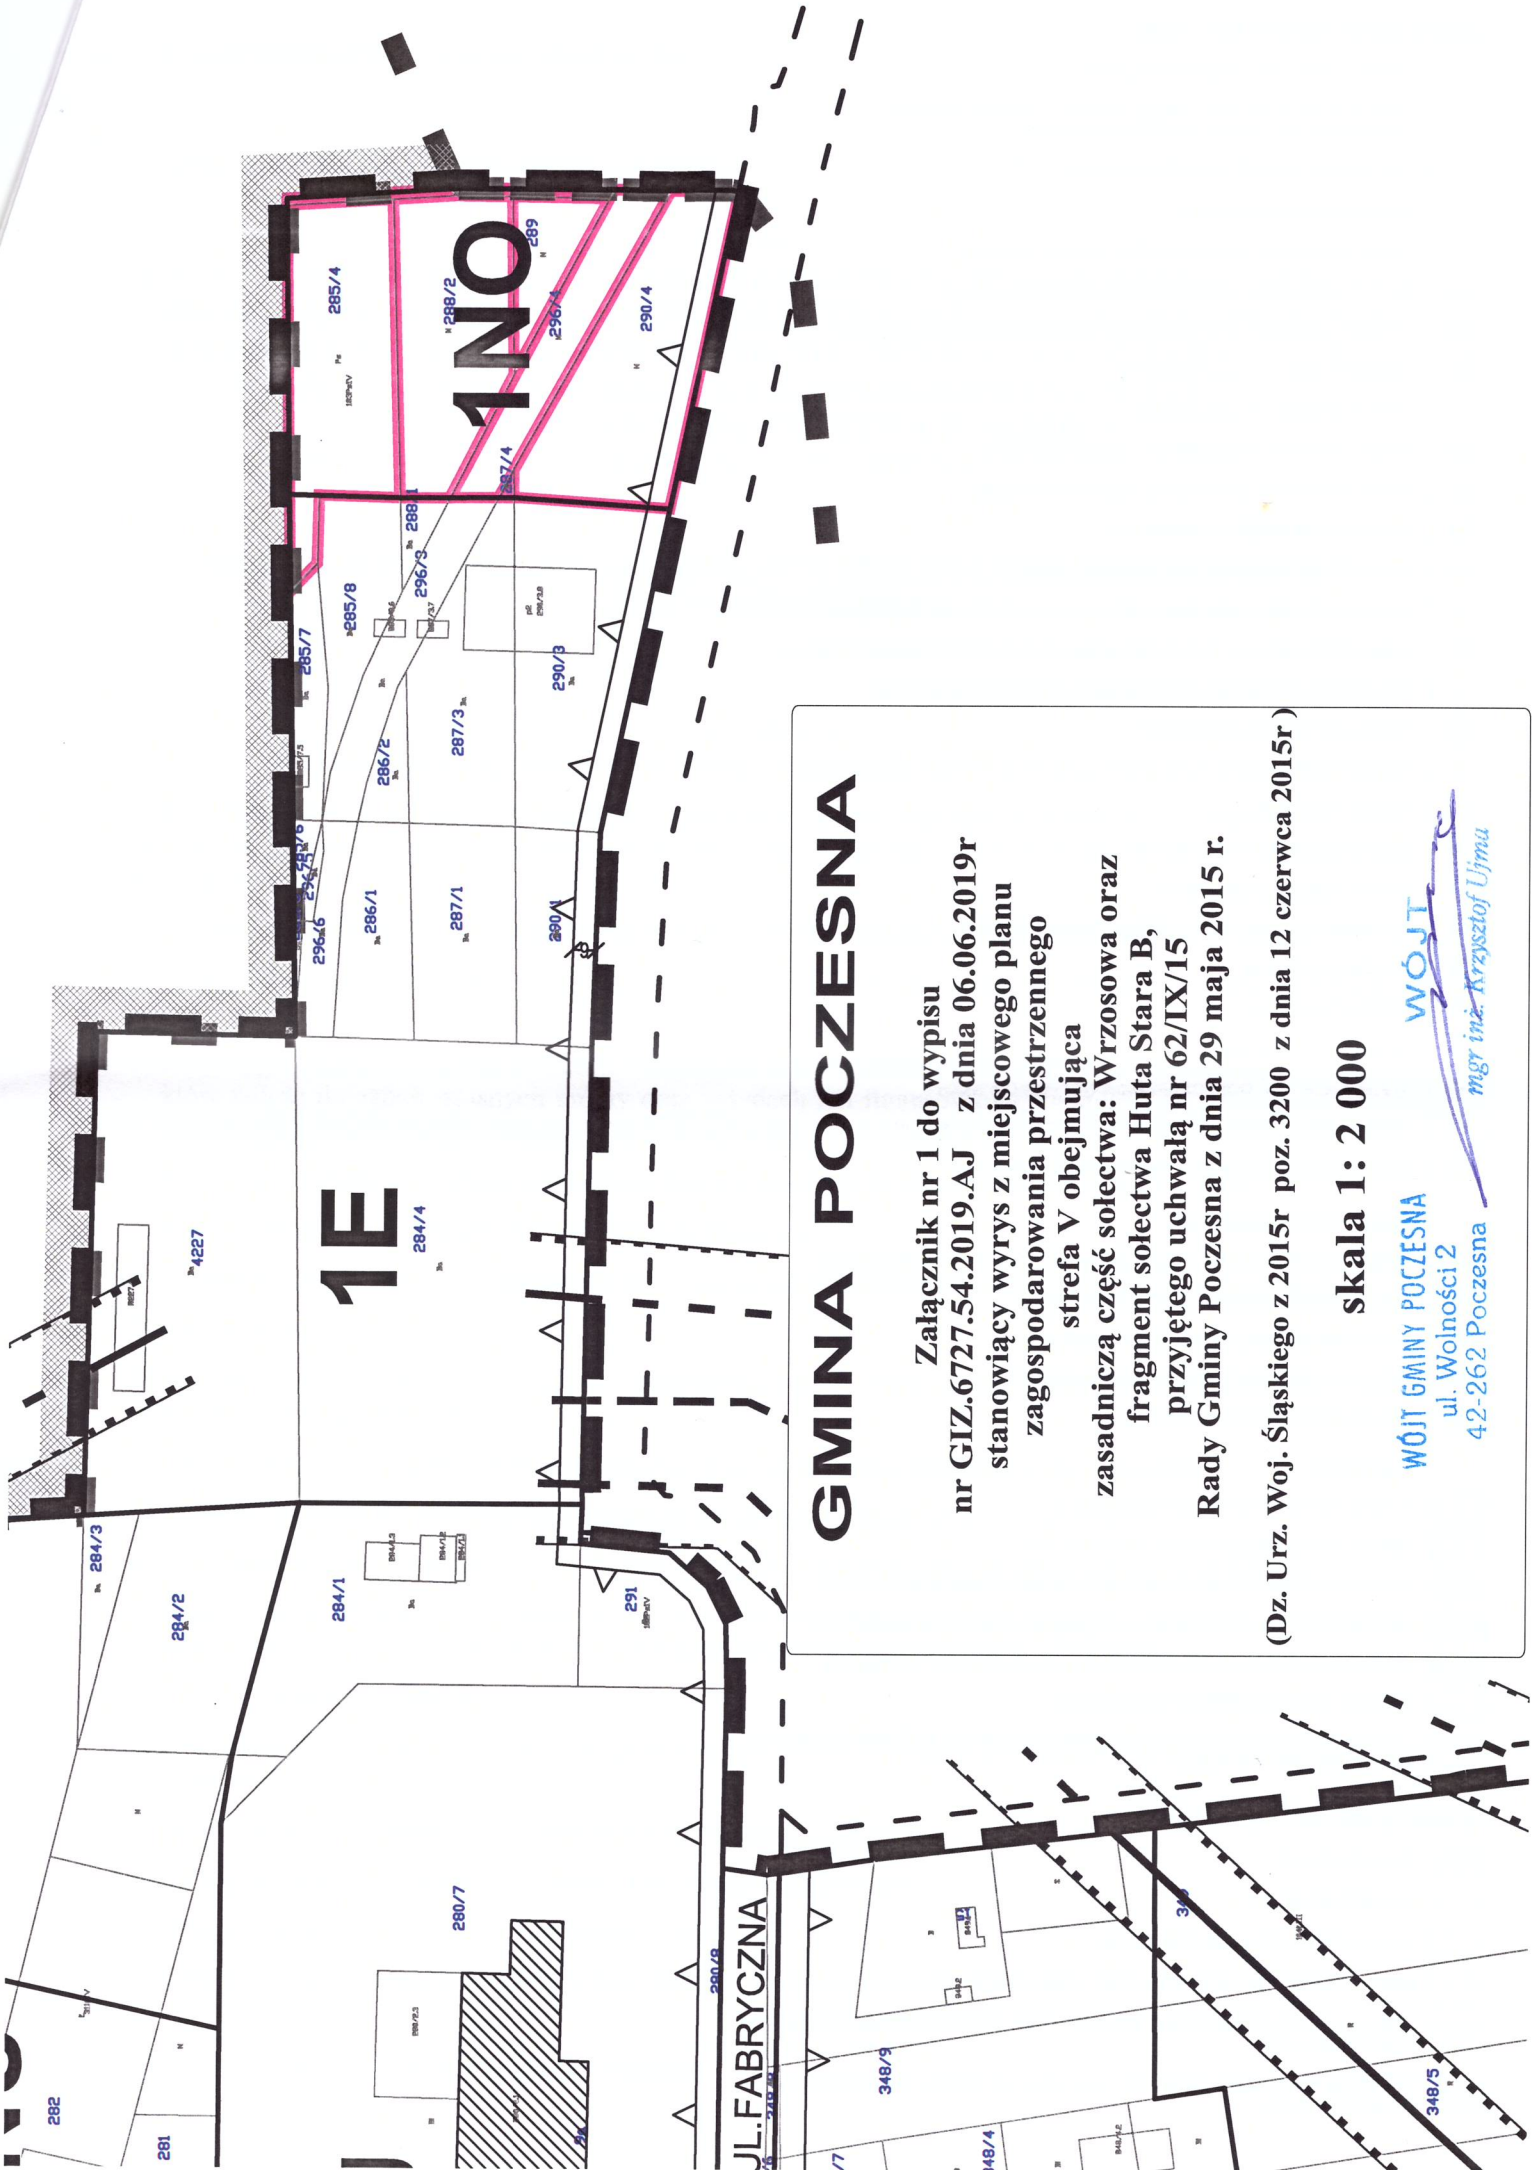 GMINA POCZESNA
Załącznik nr 1 do wypisu
nr GIZ.6727.54.2019.AJ z dnia 06.06.2019r
stanowiący wyrys z miejscowego planu
zagospodarowania przestrzennego
strefa V obejmująca
zasadniczą część sołectwa: Wrzosowa oraz
fragment sołectwa Huta Stara B,
przyjętego uchwałą nr 62/IX/15
Rady Gminy Poczesna z dnia 29 maja 2015 r.
(Dz. Urz. Woj. Śląskiego z 2015r poz. 3200 z dnia 12 czerwca 2015r )
skala 1: 2 000
WÓJT GMINY POCZESNA
ul. Wolności 2
42-262 Poczesna
WÓJT
mgr inż. Krzysztof Ujma
1NO
1E
UL.FABRYCZNA
285/4
288/2
289
296/4
290/4
287/4
288/1
296/3
285/8
285/7
290/3
287/3
286/2
296/6
286/1
287/1
290/1
4227
284/4
284/3
284/2
284/1
291
280/7
280/8
282
281
348/9
348/4
348/5